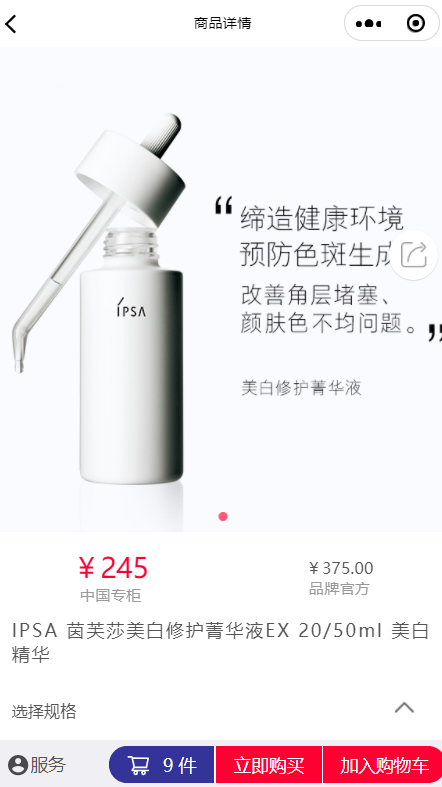 商品详情
“
缔造健康环境
预防色斑生成
改善角层堵塞、
颜肤色不均问题。
”
IPSA
美白修护菁华液
￥245
￥375.00
中国专柜
品牌官方
IPSA 茵芙莎美白修护菁华液EX 20/50ml 美白
精华
选择规格
服务
9 件
立即购买
加入购物车